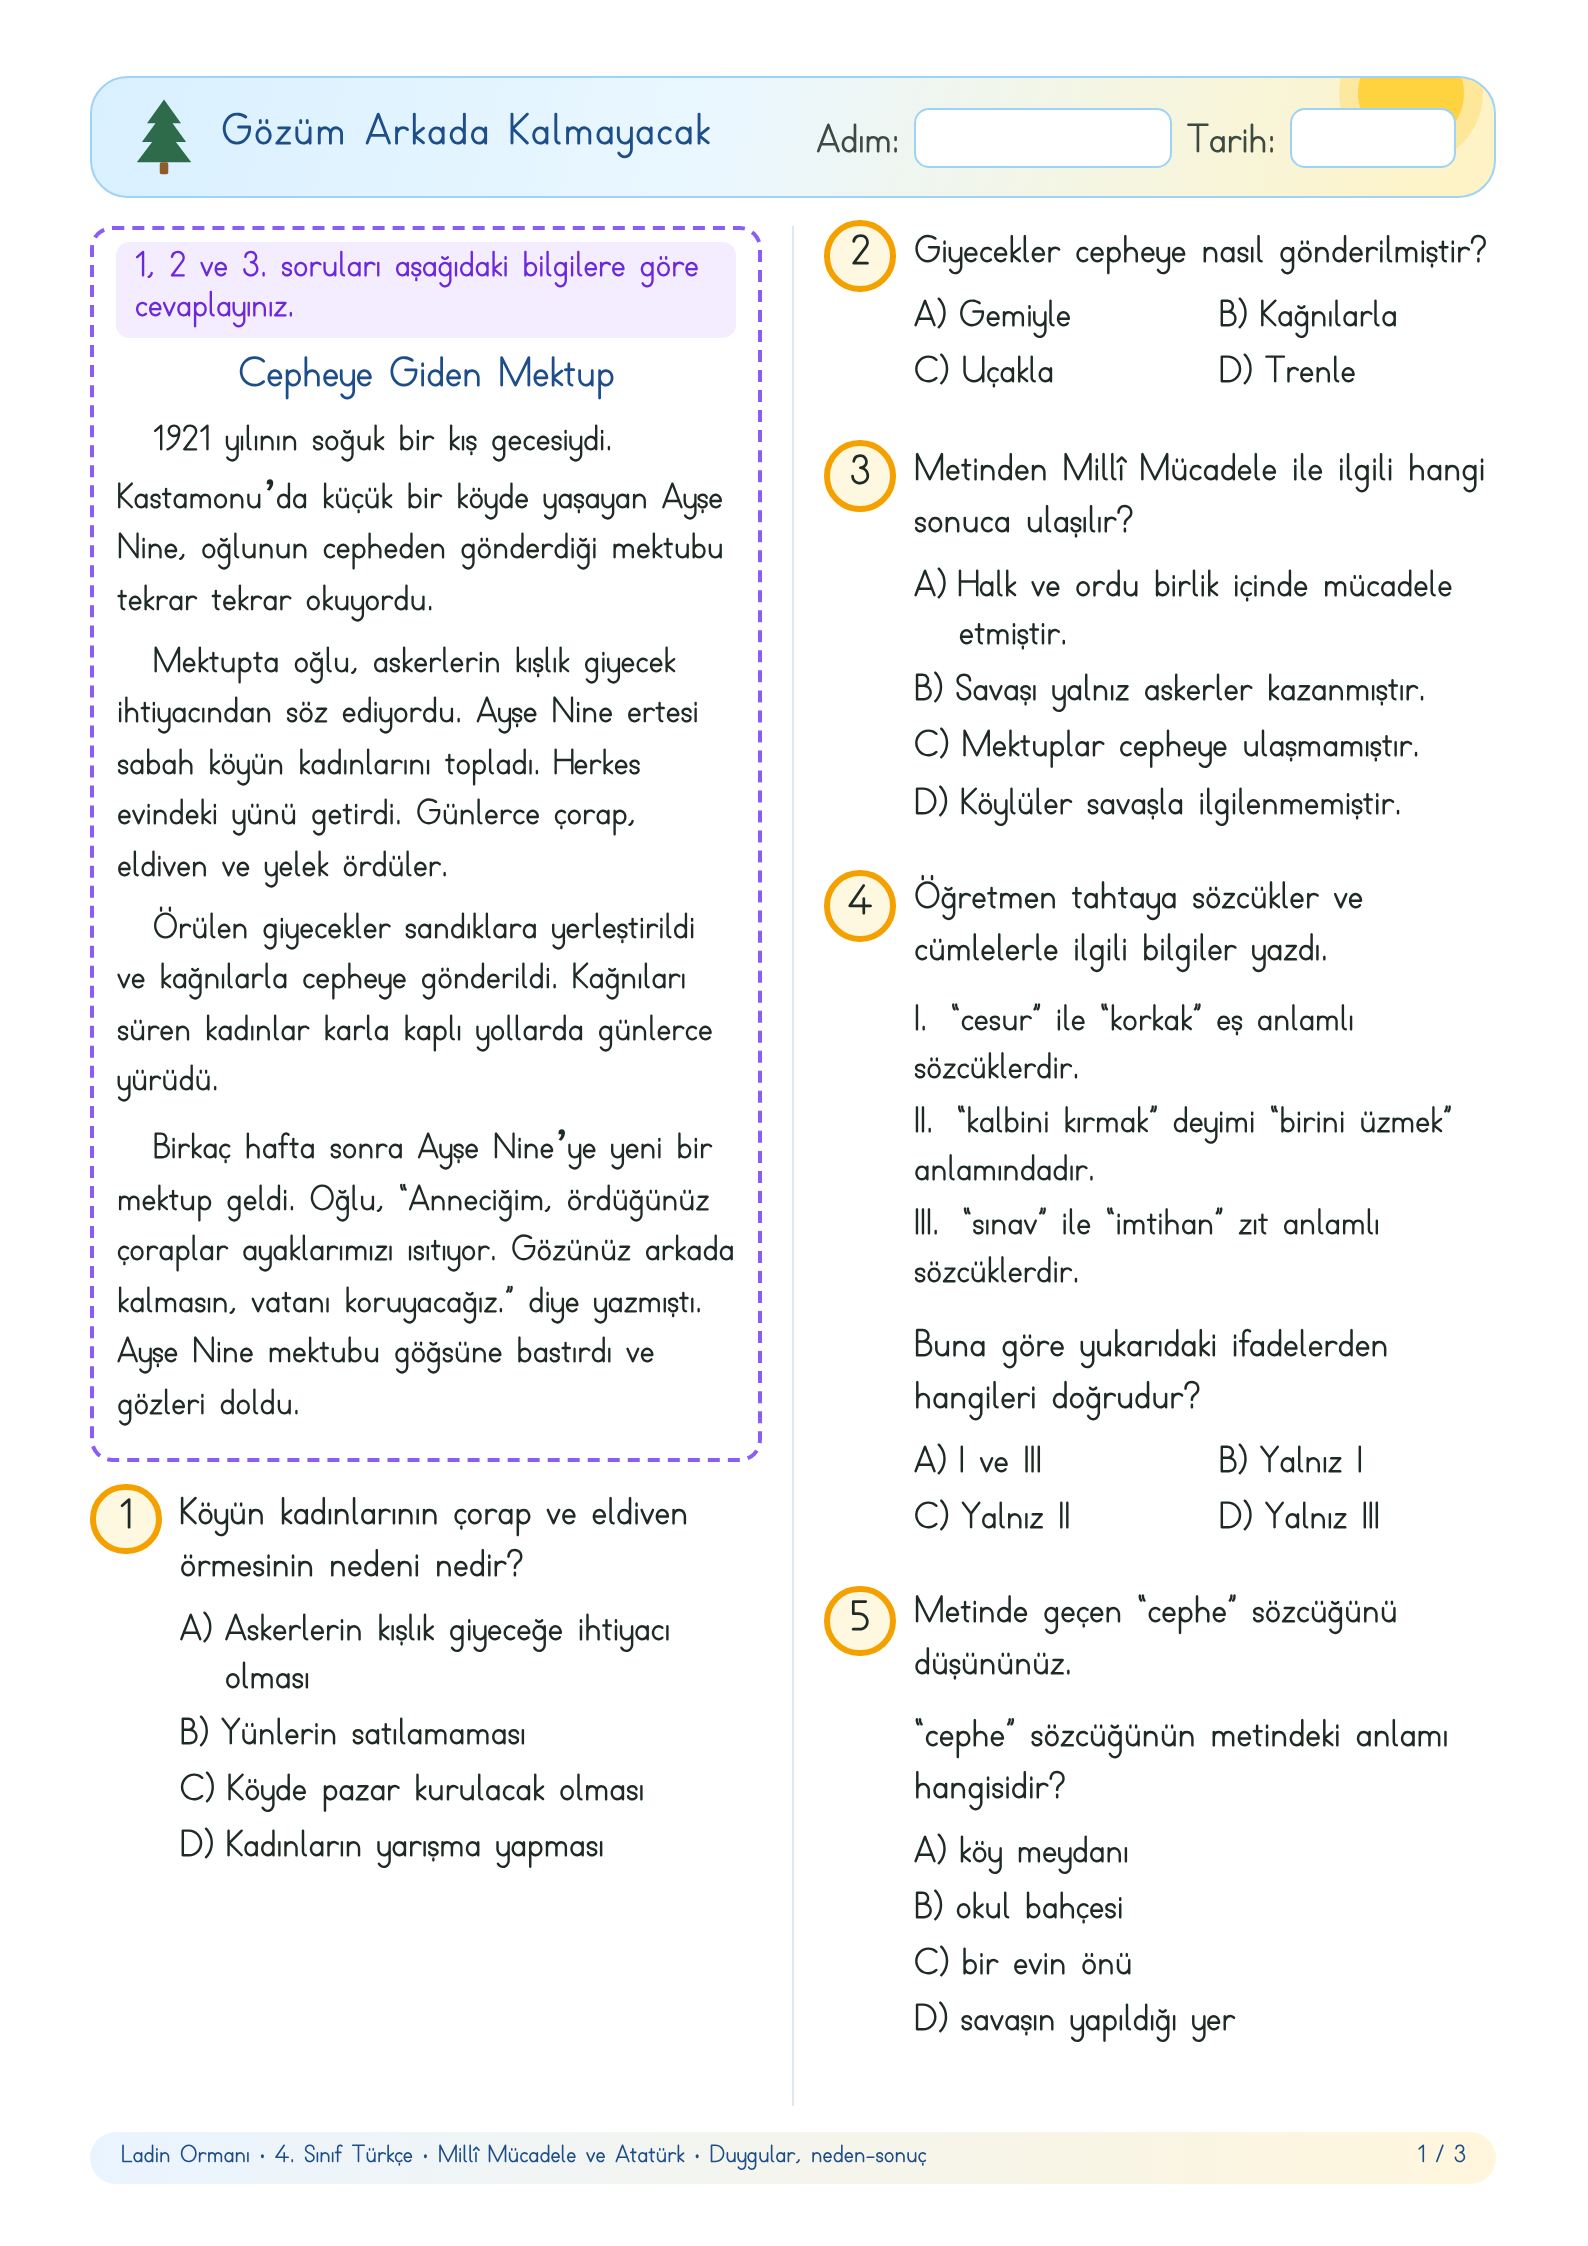 Gözüm Arkada Kalmayacak
Adım:
Tarih:
1, 2 ve 3. soruları aşağıdaki bilgilere göre
cevaplayınız.
Cepheye Giden Mektup
1921 yılının soğuk bir kış gecesiydi.
Kastamonu’da küçük bir köyde yaşayan Ayşe
Nine, oğlunun cepheden gönderdiği mektubu
tekrar tekrar okuyordu.
Mektupta oğlu, askerlerin kışlık giyecek
ihtiyacından söz ediyordu. Ayşe Nine ertesi
sabah köyün kadınlarını topladı. Herkes
evindeki yünü getirdi. Günlerce çorap,
eldiven ve yelek ördüler.
Örülen giyecekler sandıklara yerleştirildi
ve kağnılarla cepheye gönderildi. Kağnıları
süren kadınlar karla kaplı yollarda günlerce
yürüdü.
Birkaç hafta sonra Ayşe Nine’ye yeni bir
mektup geldi. Oğlu, “Anneciğim, ördüğünüz
çoraplar ayaklarımızı ısıtıyor. Gözünüz arkada
kalmasın, vatanı koruyacağız.” diye yazmıştı.
Ayşe Nine mektubu göğsüne bastırdı ve
gözleri doldu.
1
Köyün kadınlarının çorap ve eldiven
örmesinin nedeni nedir?
A) Askerlerin kışlık giyeceğe ihtiyacı
olması
B) Yünlerin satılamaması
C) Köyde pazar kurulacak olması
D) Kadınların yarışma yapması
2
Giyecekler cepheye nasıl gönderilmiştir?
A) Gemiyle
B) Kağnılarla
C) Uçakla
D) Trenle
3
Metinden Millî Mücadele ile ilgili hangi
sonuca ulaşılır?
A) Halk ve ordu birlik içinde mücadele
etmiştir.
B) Savaşı yalnız askerler kazanmıştır.
C) Mektuplar cepheye ulaşmamıştır.
D) Köylüler savaşla ilgilenmemiştir.
4
Öğretmen tahtaya sözcükler ve
cümlelerle ilgili bilgiler yazdı.
I. “cesur” ile “korkak” eş anlamlı
sözcüklerdir.
II. “kalbini kırmak” deyimi “birini üzmek”
anlamındadır.
III. “sınav” ile “imtihan” zıt anlamlı
sözcüklerdir.
Buna göre yukarıdaki ifadelerden
hangileri doğrudur?
A) I ve III
B) Yalnız I
C) Yalnız II
D) Yalnız III
5
Metinde geçen “cephe” sözcüğünü
düşününüz.
“cephe” sözcüğünün metindeki anlamı
hangisidir?
A) köy meydanı
B) okul bahçesi
C) bir evin önü
D) savaşın yapıldığı yer
Ladin Ormanı • 4. Sınıf Türkçe • Millî Mücadele ve Atatürk • Duygular, neden-sonuç
1 / 3